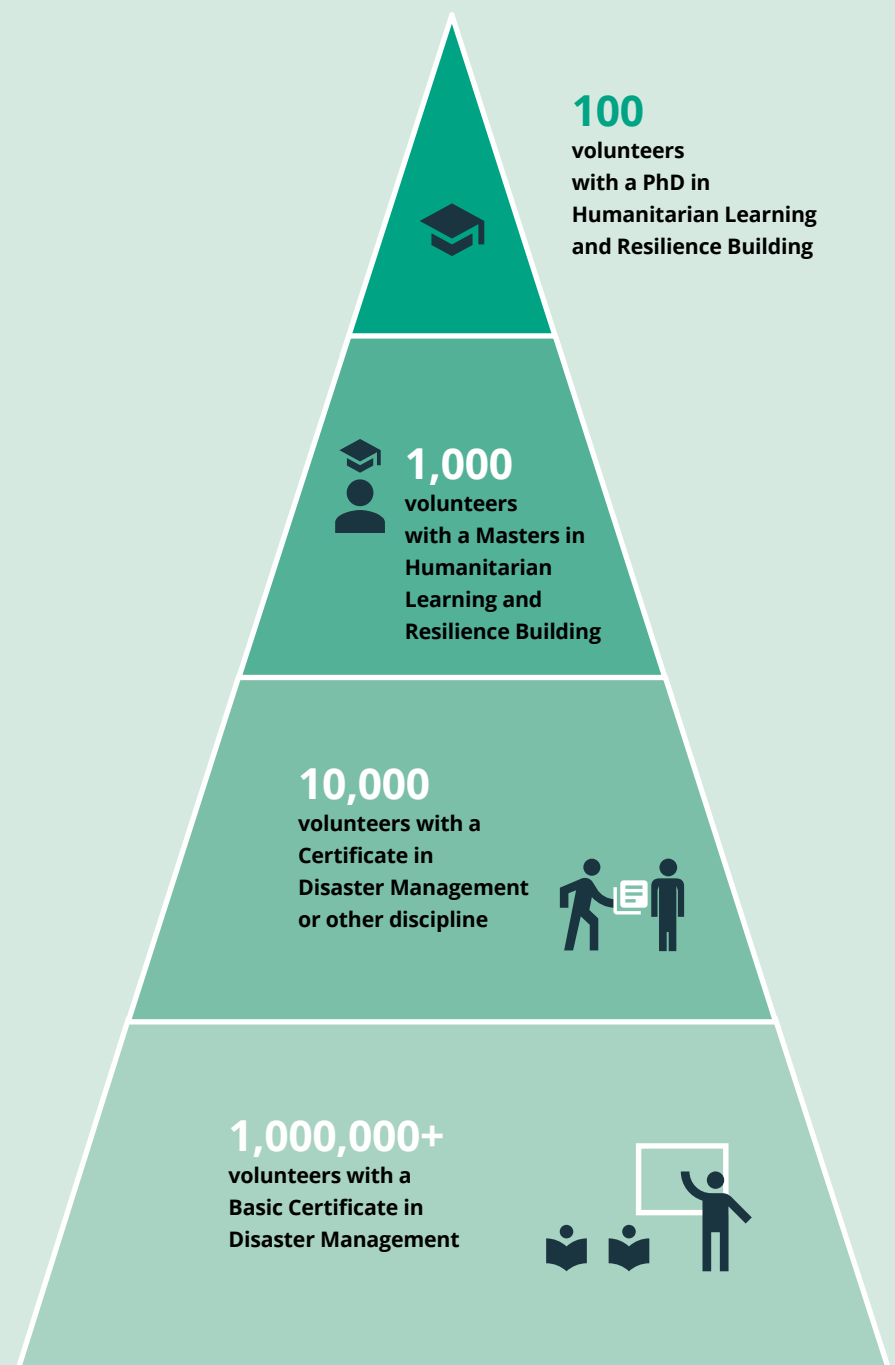 100
volunteers
with a PhD in
Humanitarian Learning
and Resilience Building
1,000
volunteers
with a Masters in
Humanitarian
Learning and
Resilience Building
10,000
volunteers with a
Certificate in
Disaster Management
or other discipline
1,000,000+
volunteers with a
Basic Certificate in
Disaster Management